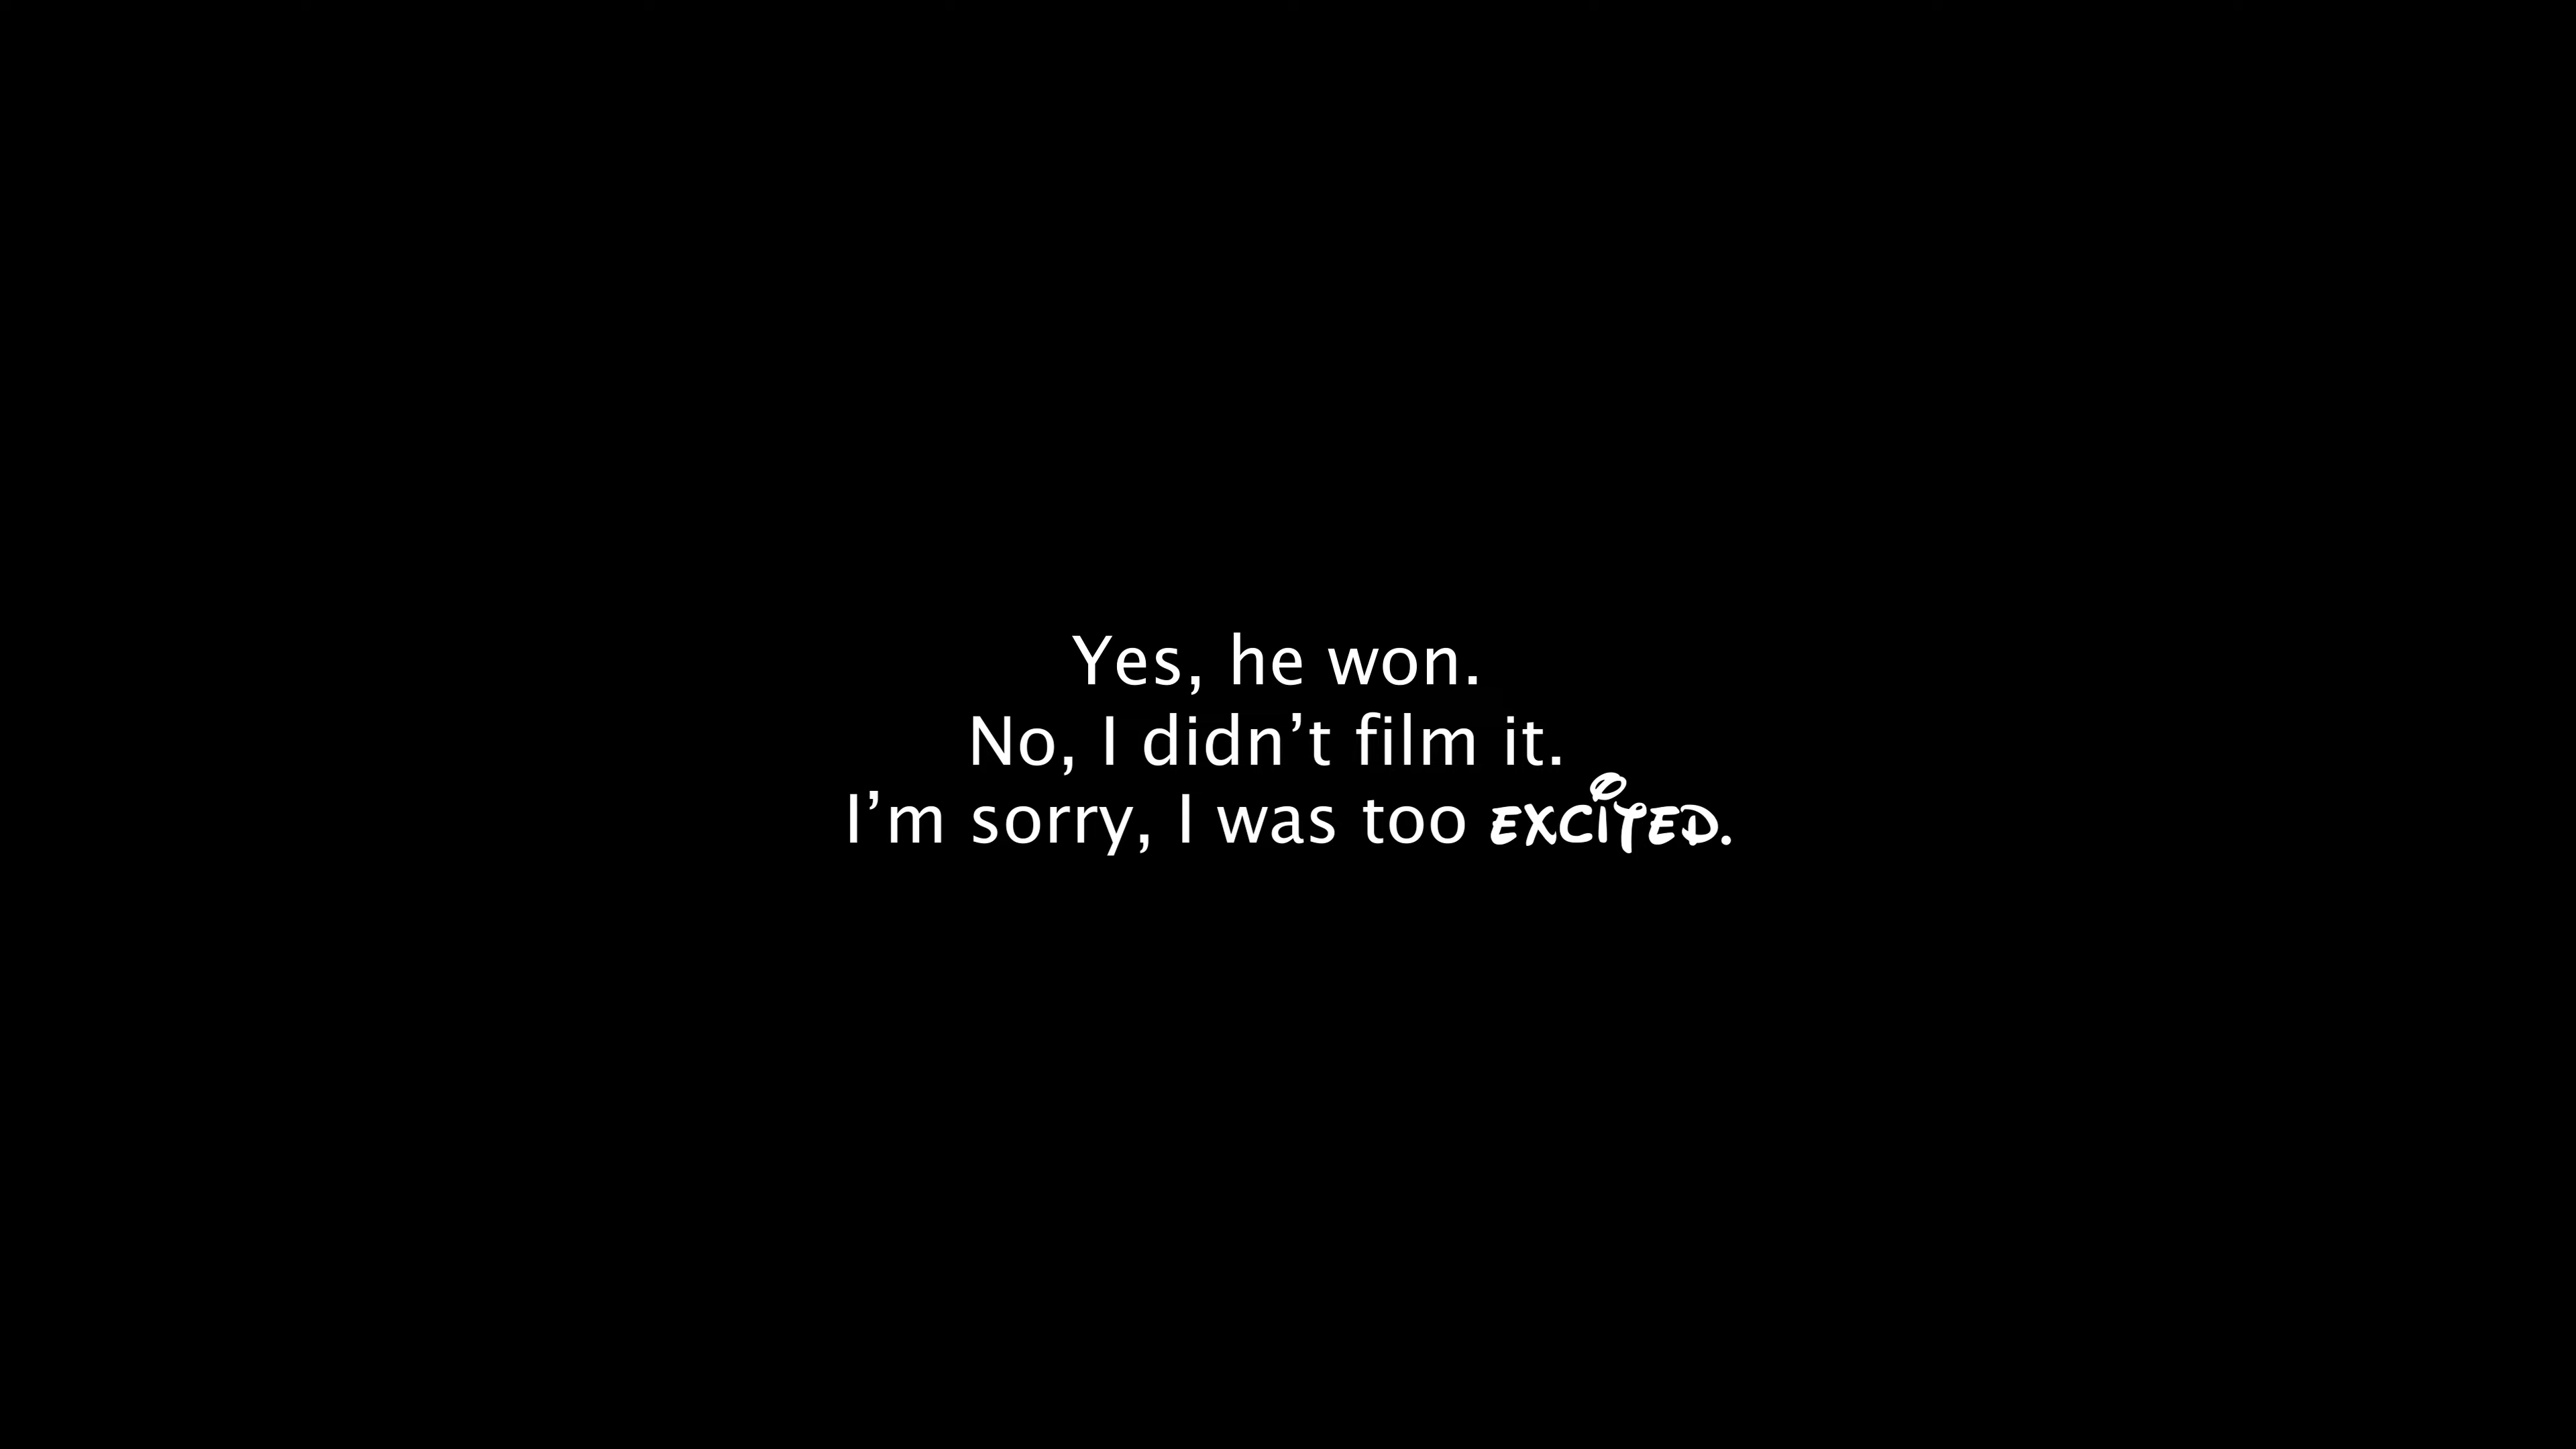 Yes, he won.
No, I didn’t film it.
I’m sorry, I was too EXCITED.